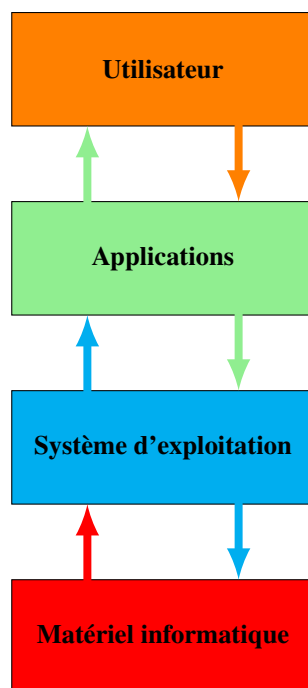 Utilisateur
Applications
Système d'exploitation
Matériel informatique